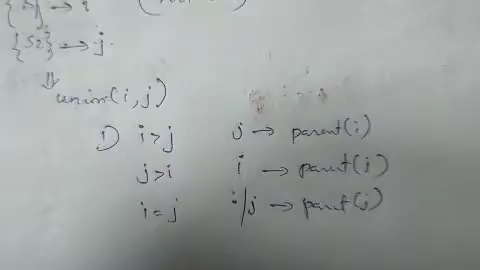 {S2} → j.
⇓
union(i, j)
1) i > j j → parent(i)
j > i i → parent(j)
i = j i/j → parent(j)